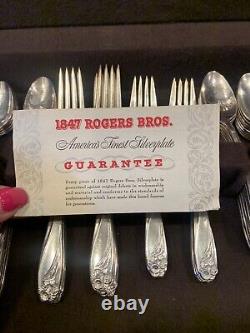 1847 ROGERS BROS.
America's Finest Silverplate
GUARANTEE
Every piece of 1847 Rogers Bros. Silverplate is
guaranteed against defects in workmanship
and material and conforms to the standards of
craftsmanship which have made this brand famous
for generations.